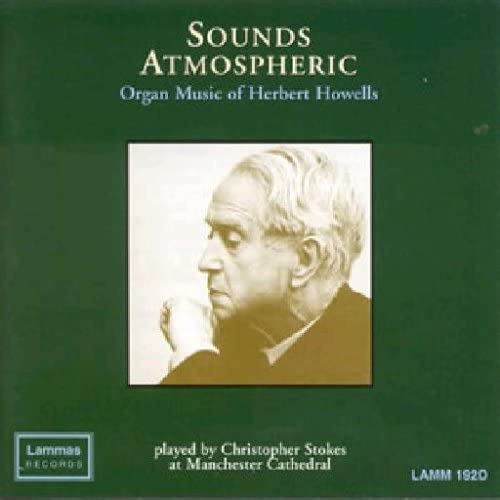 SOUNDS
ATMOSPHERIC
Organ Music of Herbert Howells
played by Christopher Stokes
at Manchester Cathedral
Lammas
RECORDS
LAMM 192D